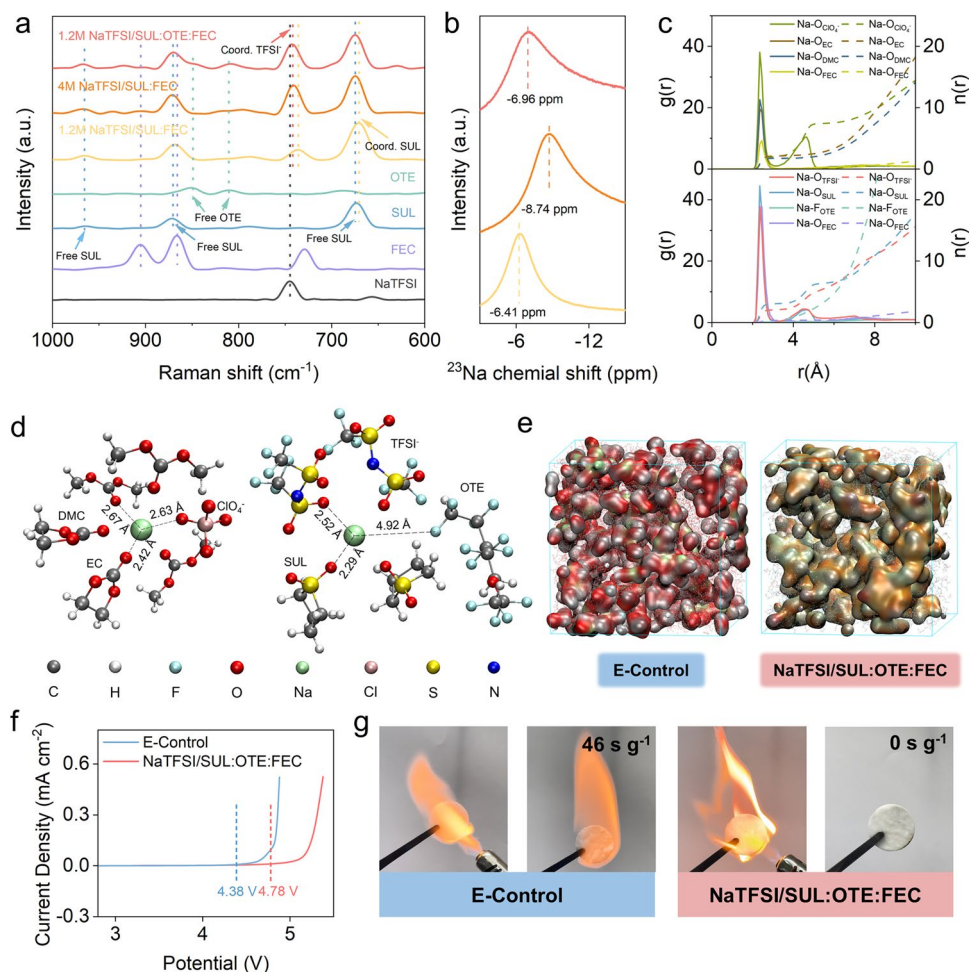 a
1.2M NaTFSI/SUL:OTE:FEC
Coord. TFSI⁻
4M NaTFSI/SUL:FEC
1.2M NaTFSI/SUL:FEC
Coord. SUL
OTE
Free OTE
SUL
Free SUL
Free SUL
Free SUL
FEC
NaTFSI
Intensity (a.u.)
1000 900 800 700 600
Raman shift (cm⁻¹)
b
-6.96 ppm
-8.74 ppm
-6.41 ppm
Intensity (a.u.)
-6 -12
²³Na chemial shift (ppm)
c
Na-O_ClO₄⁻ Na-O_ClO₄⁻
Na-O_EC Na-O_EC
Na-O_DMC Na-O_DMC
Na-O_FEC Na-O_FEC
g(r)
40
20
0
n(r)
20
10
0
Na-O_TFSI⁻ Na-O_TFSI⁻
Na-O_SUL Na-O_SUL
Na-F_OTE Na-F_OTE
Na-O_FEC Na-O_FEC
g(r)
40
20
0
n(r)
20
10
0
0 4 8
r(Å)
d
DMC
EC
ClO₄⁻
2.67 Å
2.63 Å
2.42 Å
TFSI⁻
OTE
SUL
2.52 Å
4.92 Å
2.29 Å
C H F O Na Cl S N
e
E-Control
NaTFSI/SUL:OTE:FEC
f
E-Control
NaTFSI/SUL:OTE:FEC
Current Density (mA cm⁻²)
0.6
0.3
0.0
-0.3
4.38 V
4.78 V
3 4 5
Potential (V)
g
46 s g⁻¹
0 s g⁻¹
E-Control
NaTFSI/SUL:OTE:FEC